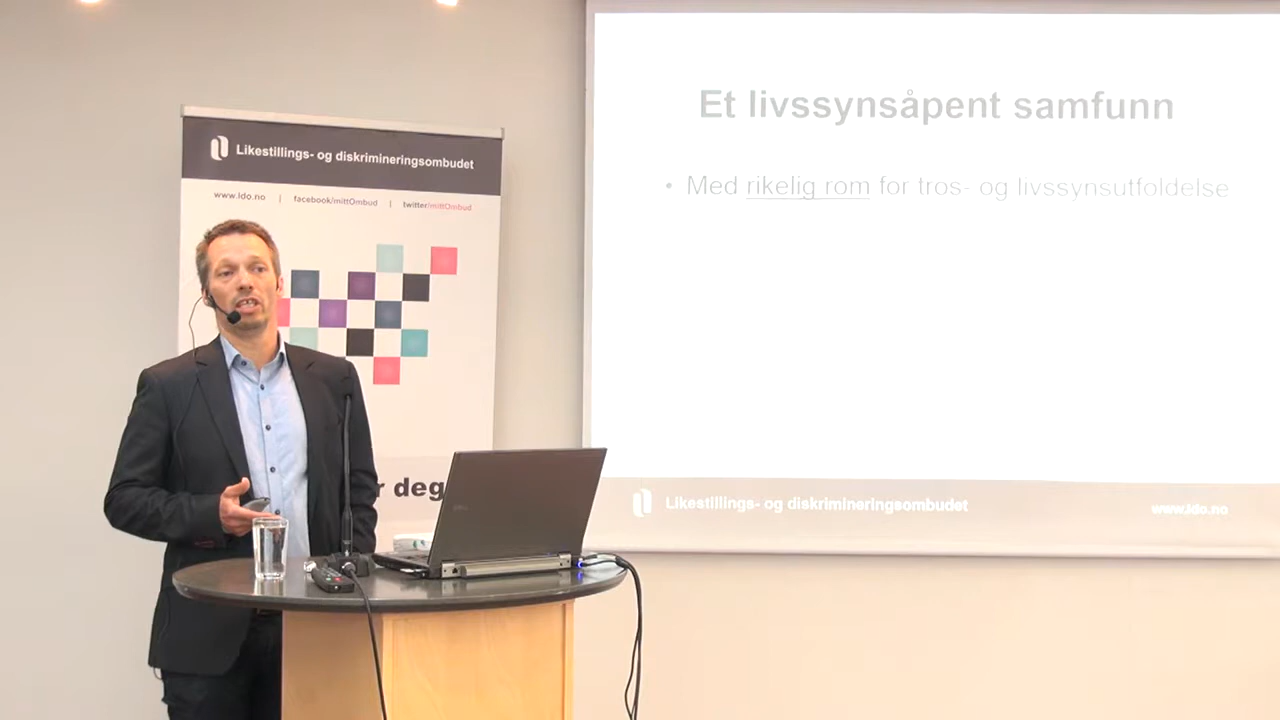 Likestillings- og diskrimineringsombudet
www.ldo.no | facebook/mittOmbud | twitter/mittOmbud
r deg
Et livssynsåpent samfunn
• Med rikelig rom for tros- og livssynsutfoldelse
Likestillings- og diskrimineringsombudet
www.ldo.no